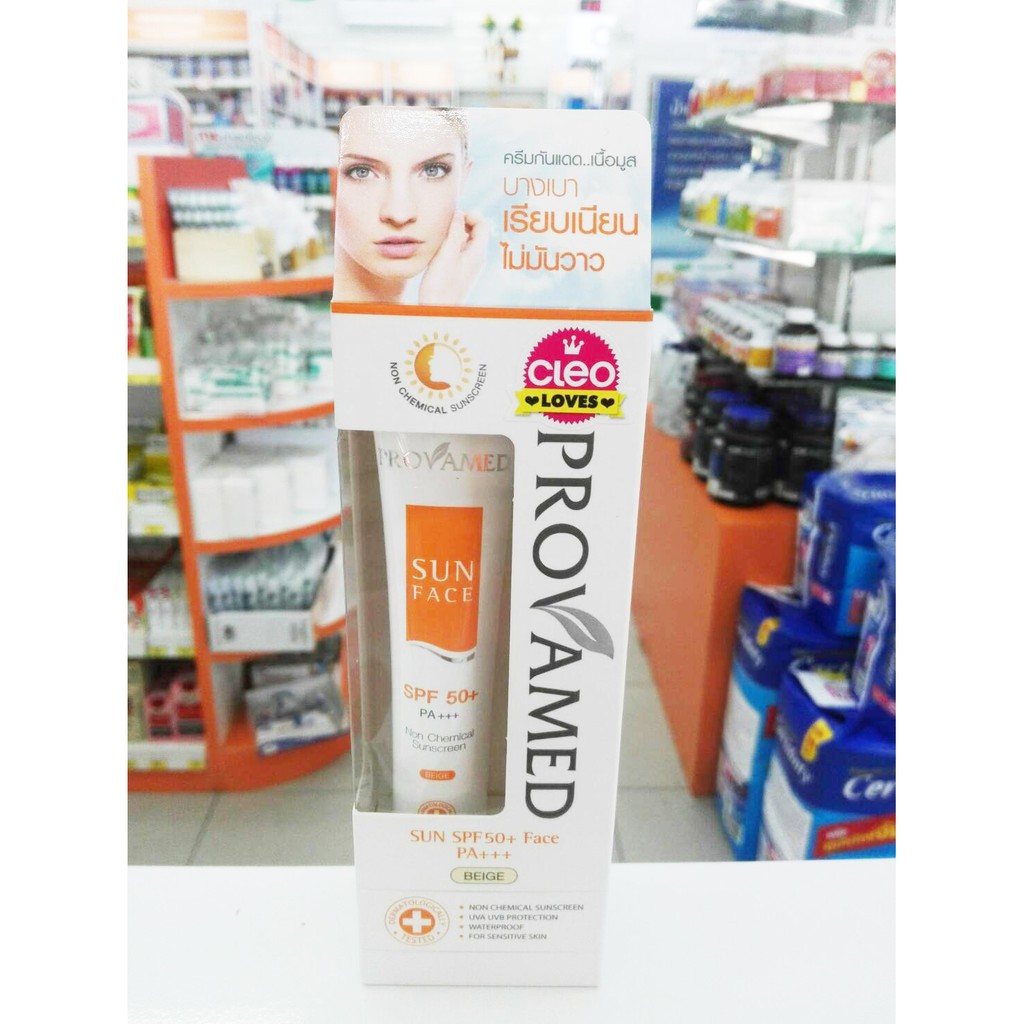 ครีมกันแดด..เนื้อมูส
บางเบา
เรียบเนียน
ไม่มันวาว
NON CHEMICAL SUNSCREEN
CLEO
LOVES
PROVAMED
PROVAMED
SUN
FACE
SPF 50+
PA+++
Non Chemical
Sunscreen
BEIGE
SUN SPF50+ Face
PA+++
BEIGE
DERMATOLOGICALLY
TESTED
• NON CHEMICAL SUNSCREEN
• UVA UVB PROTECTION
• WATERPROOF
• FOR SENSITIVE SKIN